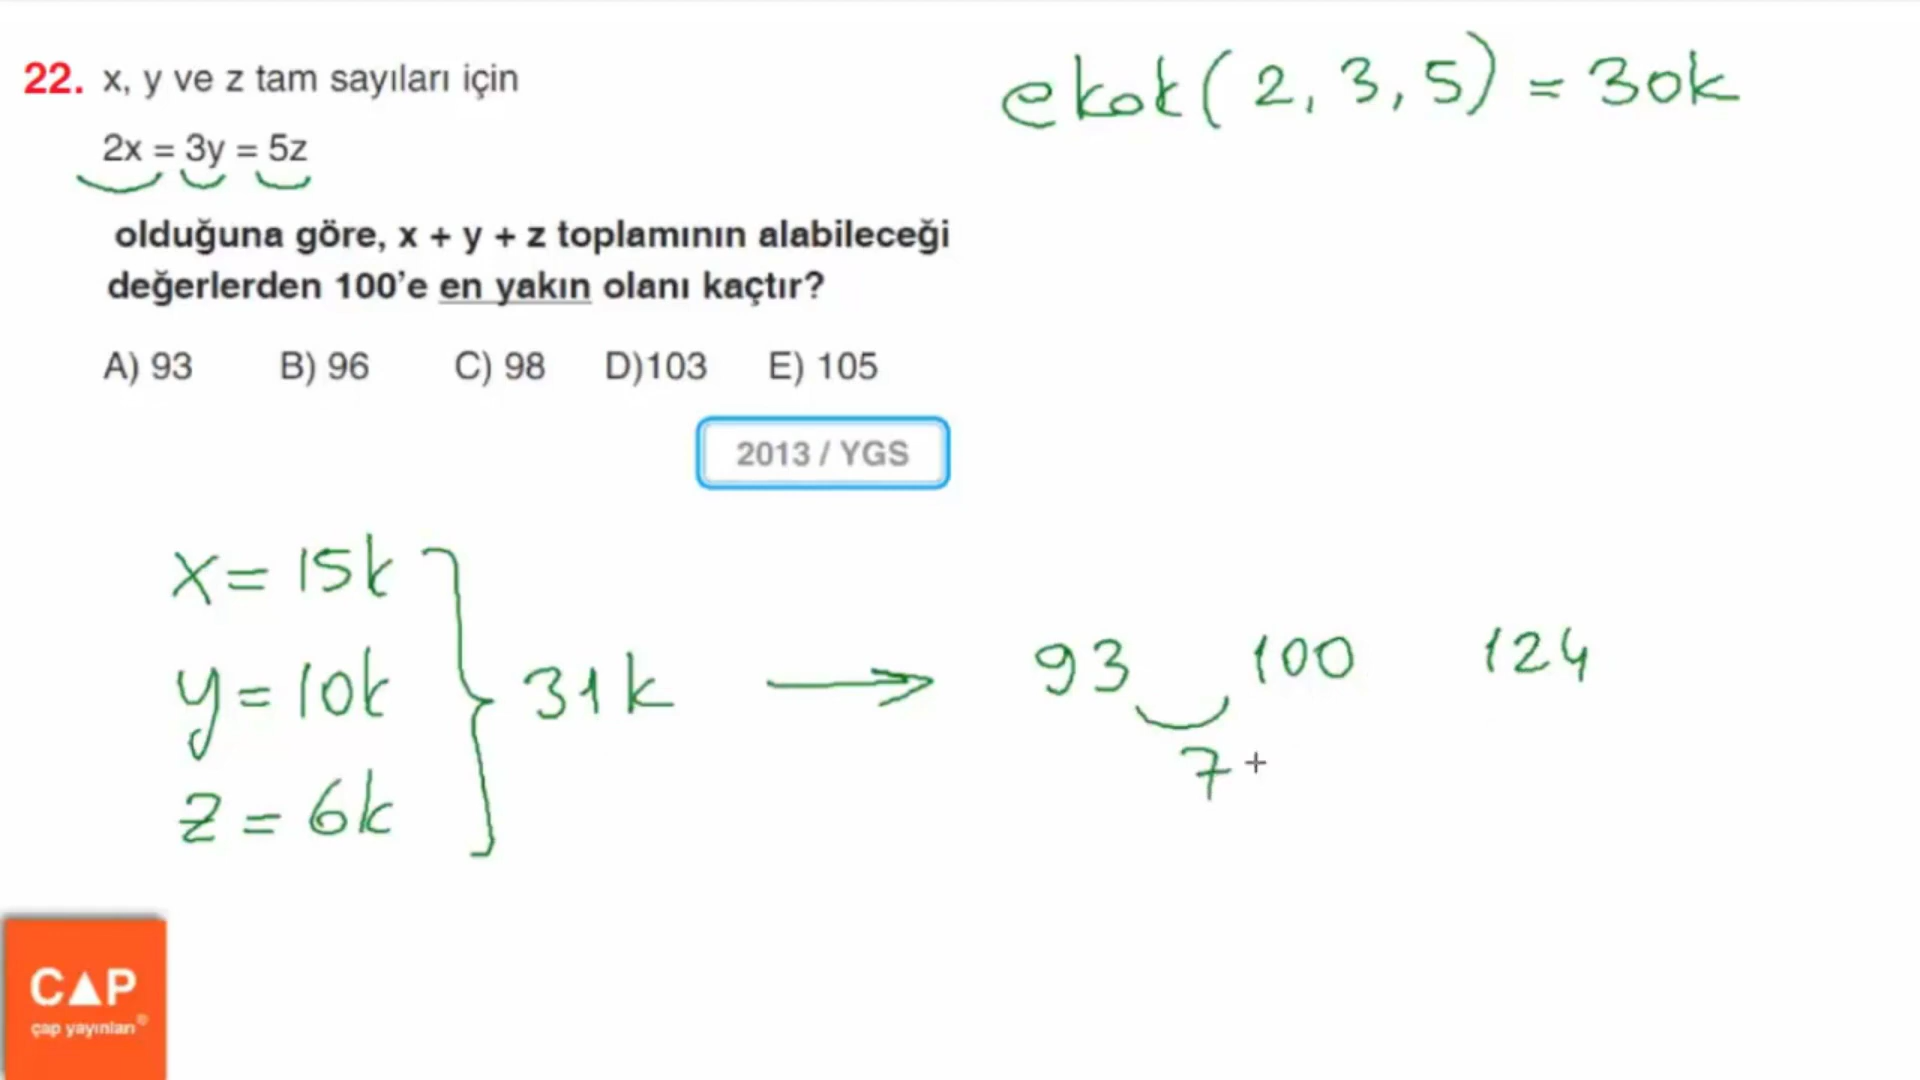 22. x, y ve z tam sayıları için
2x = 3y = 5z
olduğuna göre, x + y + z toplamının alabileceği
değerlerden 100’e en yakın olanı kaçtır?
A) 93 B) 96 C) 98 D)103 E) 105
2013 / YGS
ekok( 2, 3, 5) = 30k
x = 15k
y = 10k
z = 6k
31k
93 100 124
7
CAP
çap yayınları®